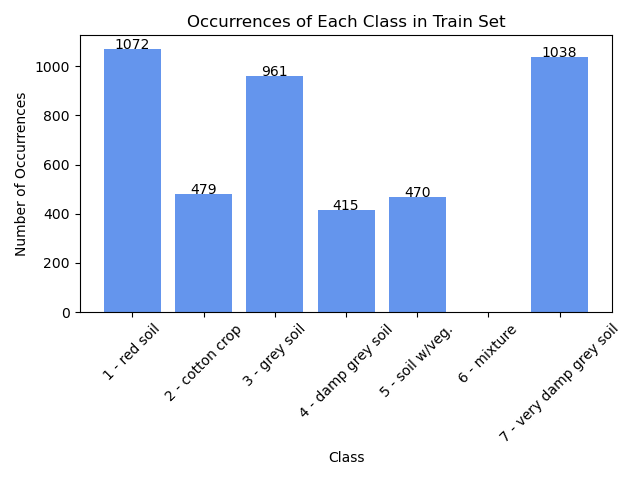 Occurrences of Each Class in Train Set
Number of Occurrences
1000
800
600
400
200
0
1072
479
961
415
470
1038
1 - red soil
2 - cotton crop
3 - grey soil
4 - damp grey soil
5 - soil w/veg.
6 - mixture
7 - very damp grey soil
Class